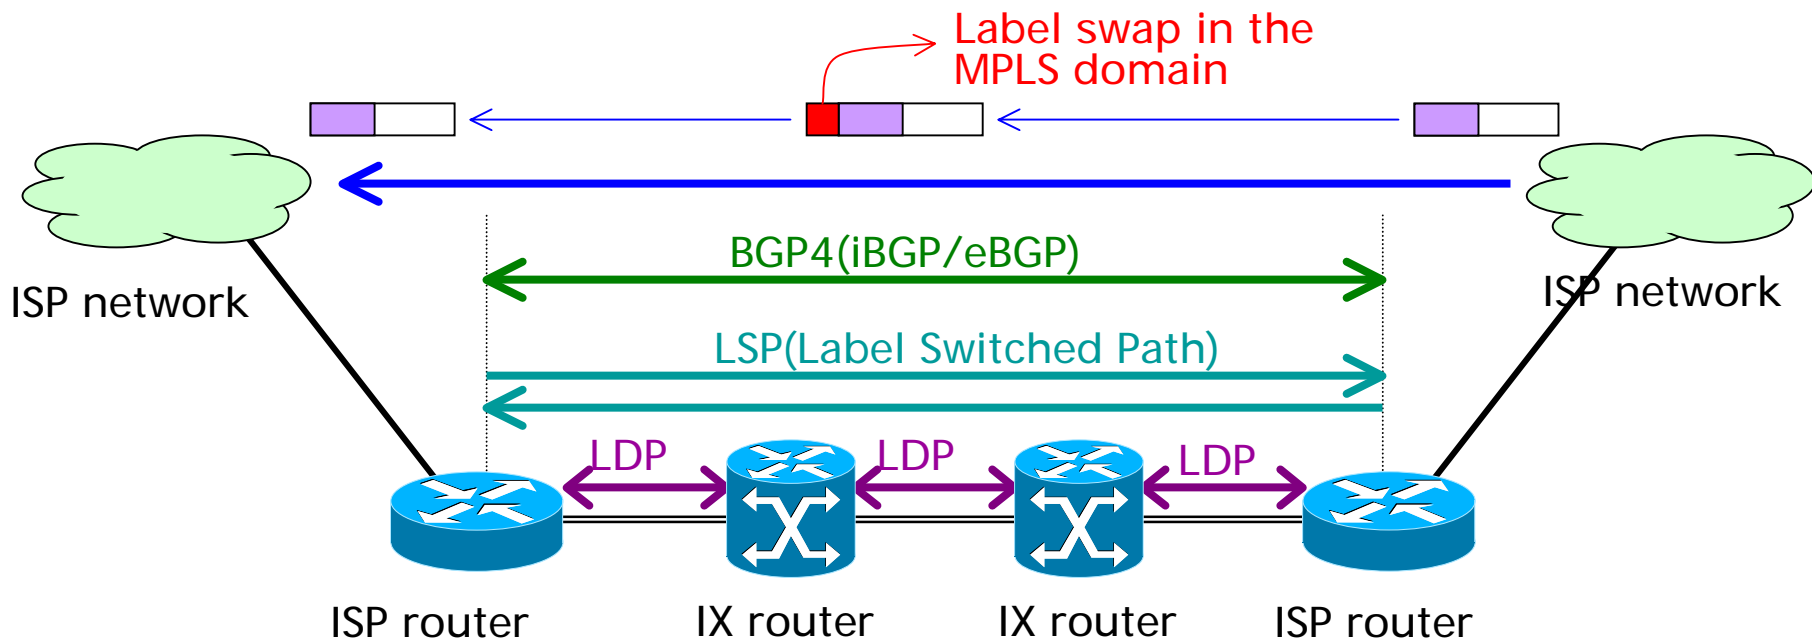 Label swap in the
MPLS domain
BGP4(iBGP/eBGP)
ISP network
ISP network
LSP(Label Switched Path)
LDP
LDP
LDP
ISP router
IX router
IX router
ISP router